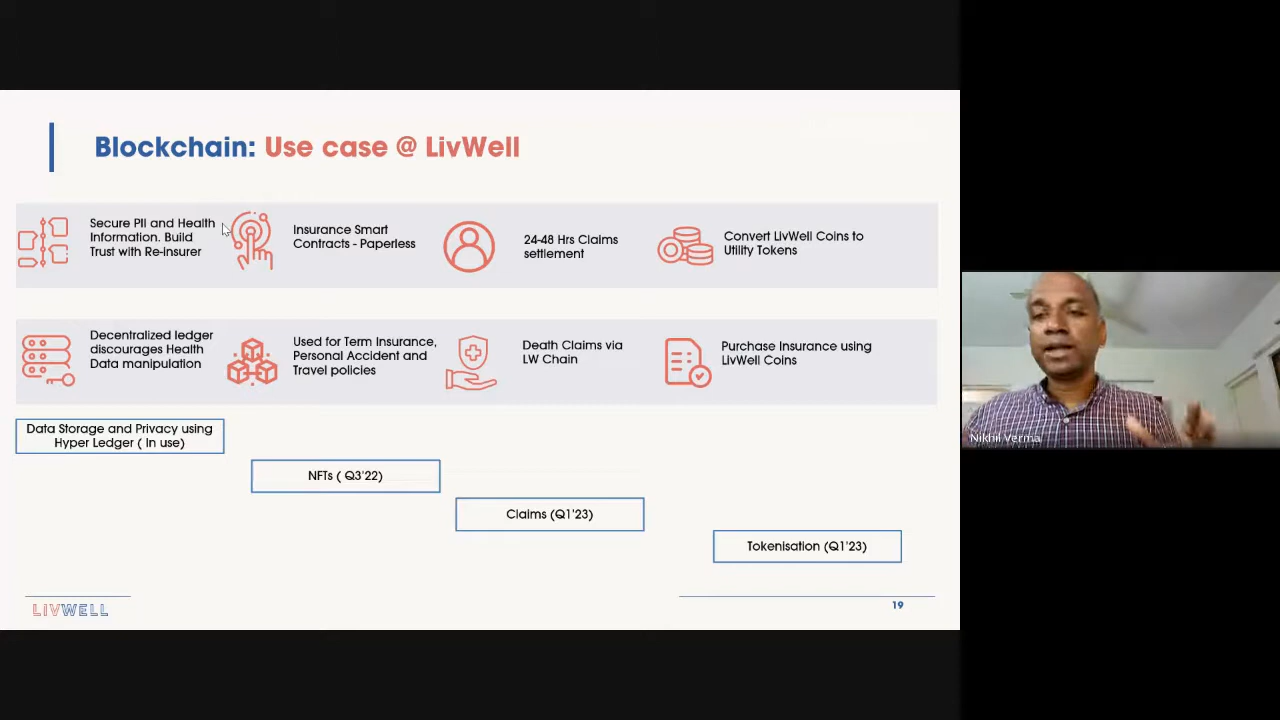 Blockchain: Use case @ LivWell
Secure PII and Health
Information. Build
Trust with Re-insurer
Insurance Smart
Contracts - Paperless
24-48 Hrs Claims
settlement
Convert LivWell Coins to
Utility Tokens
Decentralized ledger
discourages Health
Data manipulation
Used for Term Insurance,
Personal Accident and
Travel policies
Death Claims via
LW Chain
Purchase Insurance using
LivWell Coins
Data Storage and Privacy using
Hyper Ledger ( In use)
NFTs ( Q3'22)
Claims (Q1'23)
Tokenisation (Q1'23)
LIVWELL
19
Nikhil Verma